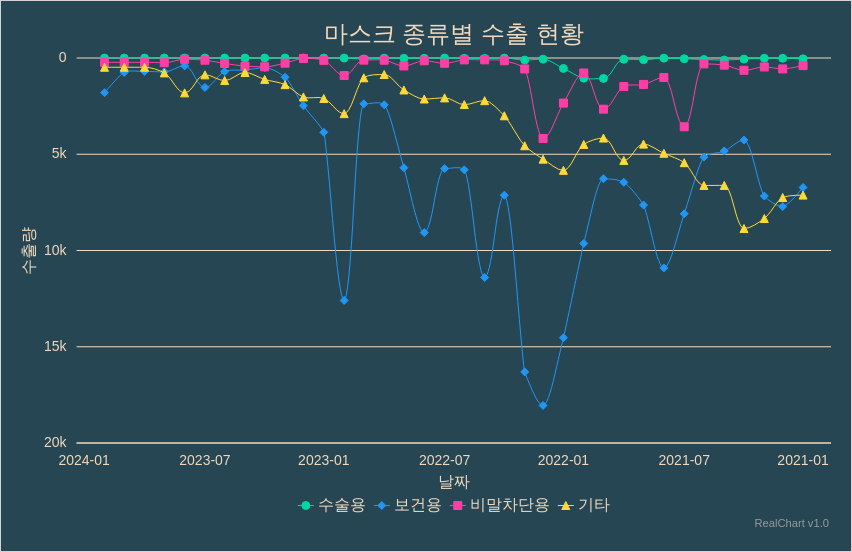 마스크 종류별 수출 현황
0
5k
10k
15k
20k
수출량
2024-01 2023-07 2023-01 2022-07 2022-01 2021-07 2021-01
날짜
수술용 보건용 비말차단용 기타
RealChart v1.0